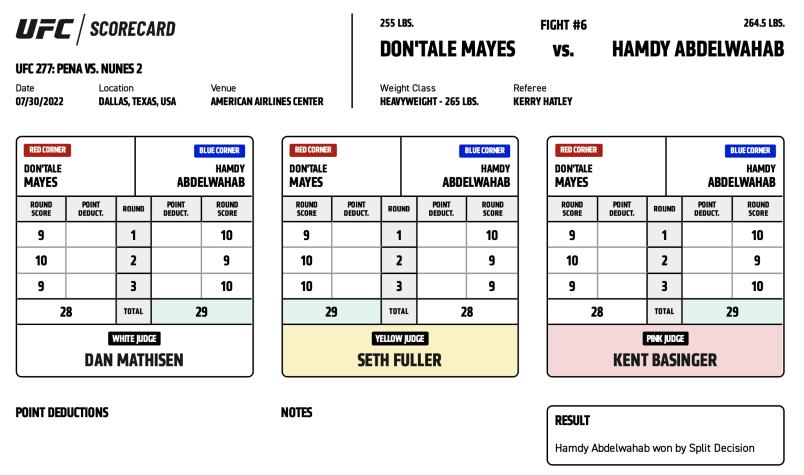 UFC / SCORECARD
255 LBS. FIGHT #6 264.5 LBS.
DON'TALE MAYES vs. HAMDY ABDELWAHAB
UFC 277: PENA VS. NUNES 2
Date Location Venue Weight Class Referee
07/30/2022 DALLAS, TEXAS, USA AMERICAN AIRLINES CENTER HEAVYWEIGHT - 265 LBS. KERRY HATLEY
RED CORNER BLUE CORNER
DON'TALE HAMDY
MAYES ABDELWAHAB
ROUND POINT ROUND POINT ROUND
SCORE DEDUCT. DEDUCT. SCORE
9 1 10
10 2 9
9 3 10
28 TOTAL 29
WHITE JUDGE
DAN MATHISEN
RED CORNER BLUE CORNER
DON'TALE HAMDY
MAYES ABDELWAHAB
ROUND POINT ROUND POINT ROUND
SCORE DEDUCT. DEDUCT. SCORE
9 1 10
10 2 9
10 3 9
29 TOTAL 28
YELLOW JUDGE
SETH FULLER
RED CORNER BLUE CORNER
DON'TALE HAMDY
MAYES ABDELWAHAB
ROUND POINT ROUND POINT ROUND
SCORE DEDUCT. DEDUCT. SCORE
9 1 10
10 2 9
9 3 10
28 TOTAL 29
PINK JUDGE
KENT BASINGER
POINT DEDUCTIONS
NOTES
RESULT
Hamdy Abdelwahab won by Split Decision